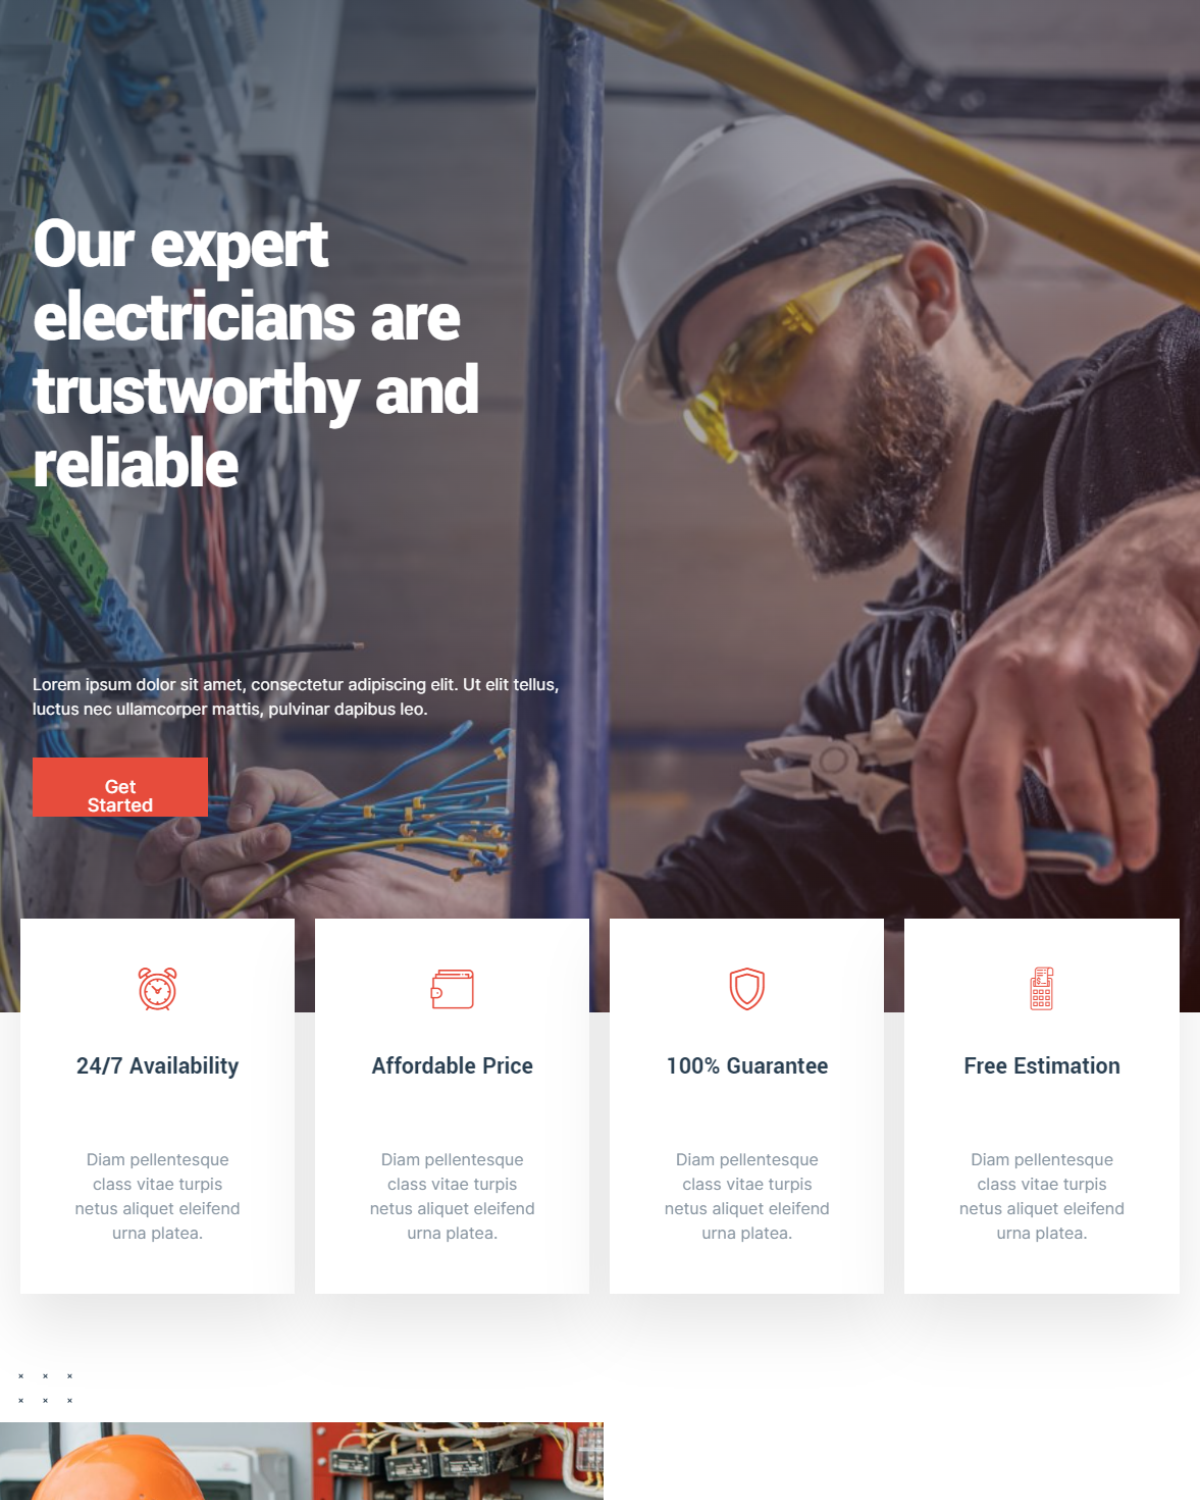 Our expert
electricians are
trustworthy and
reliable
Lorem ipsum dolor sit amet, consectetur adipiscing elit. Ut elit tellus,
luctus nec ullamcorper mattis, pulvinar dapibus leo.
Get
Started
24/7 Availability
Diam pellentesque
class vitae turpis
netus aliquet eleifend
urna platea.
Affordable Price
Diam pellentesque
class vitae turpis
netus aliquet eleifend
urna platea.
100% Guarantee
Diam pellentesque
class vitae turpis
netus aliquet eleifend
urna platea.
Free Estimation
Diam pellentesque
class vitae turpis
netus aliquet eleifend
urna platea.